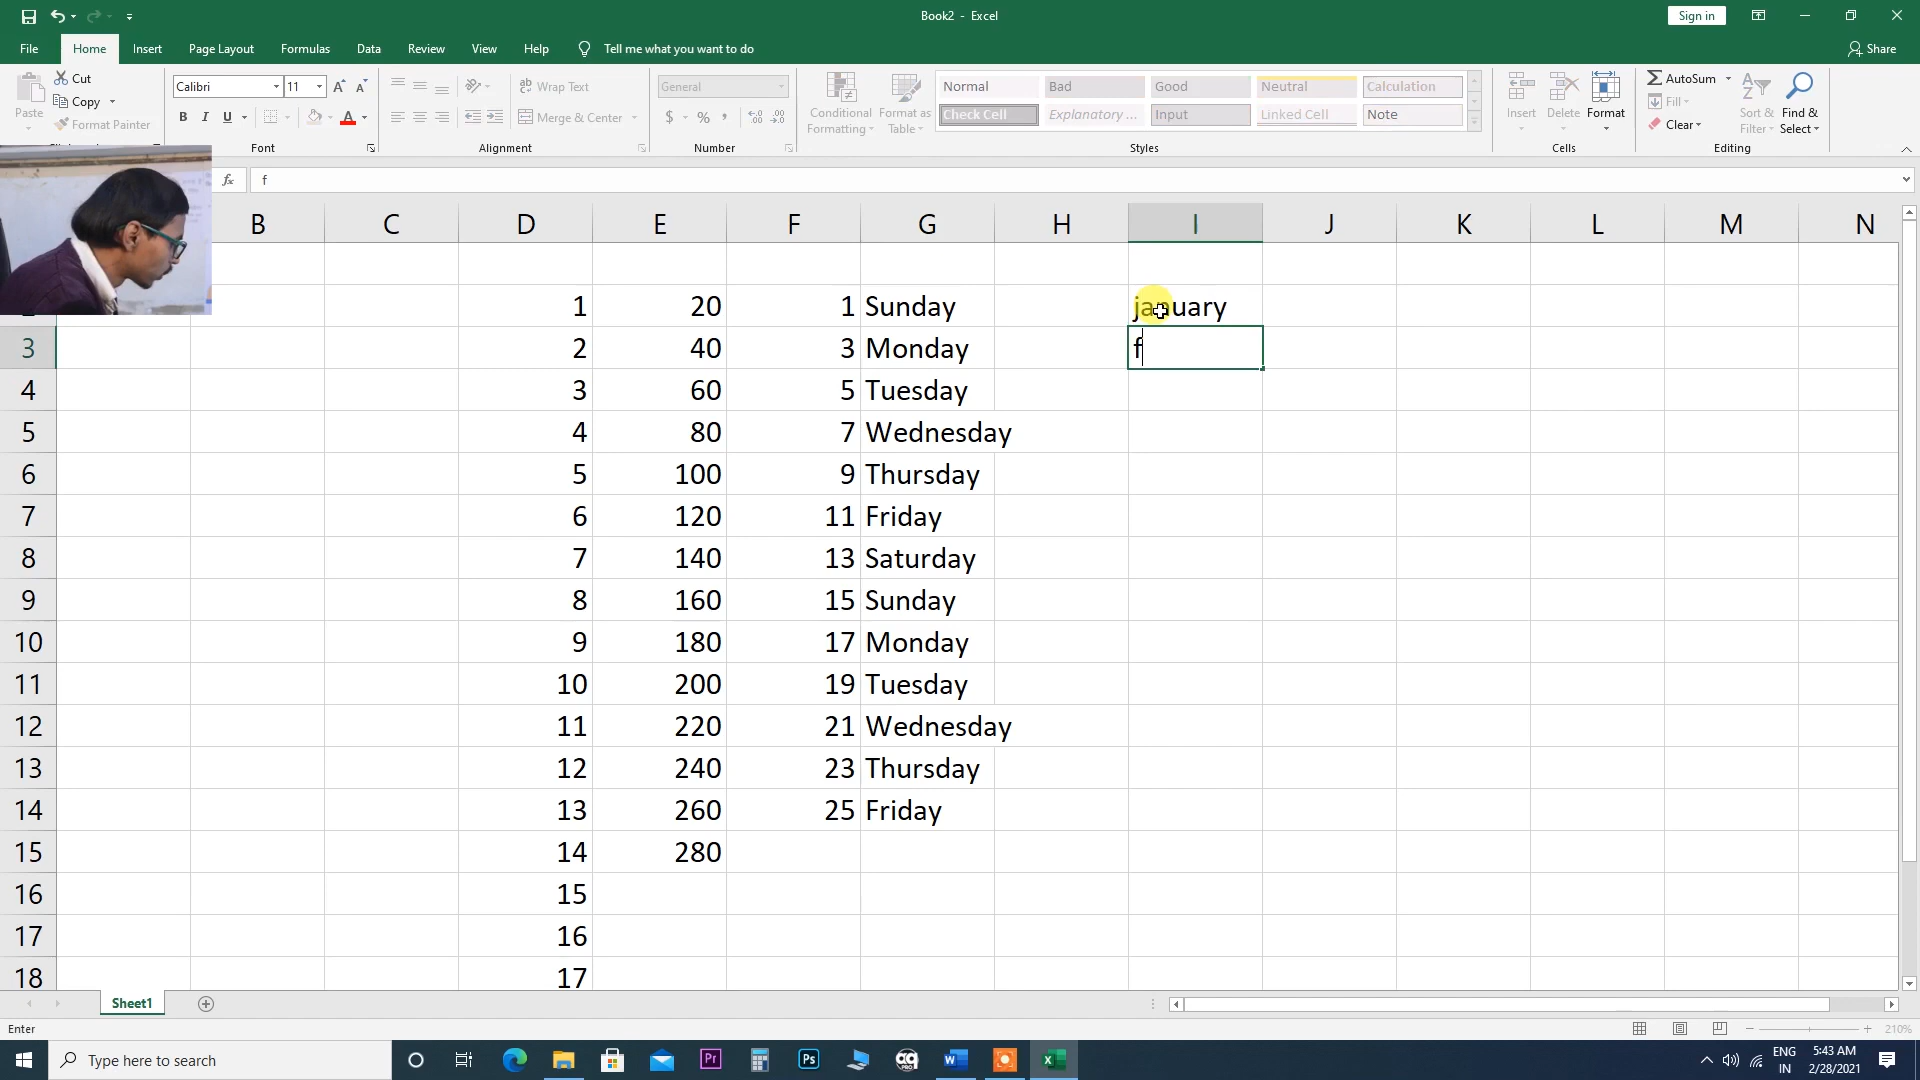 Book2 - Excel
Sign in
File Home Insert Page Layout Formulas Data Review View Help Tell me what you want to do Share
Paste
Cut
Copy
Format Painter
Calibri 11
B I U
Font
Wrap Text
Merge & Center
Alignment
General
$ % ,
Number
Conditional Formatting
Format as Table
Normal Bad Good Neutral Calculation
Check Cell Explanatory ... Input Linked Cell Note
Styles
Insert Delete Format
Cells
AutoSum
Fill
Clear
Sort & Filter
Find & Select
Editing
fx f
B C D E F G H I J K L M N
1 20 1 Sunday january
3 2 40 3 Monday f
4 3 60 5 Tuesday
5 4 80 7 Wednesday
6 5 100 9 Thursday
7 6 120 11 Friday
8 7 140 13 Saturday
9 8 160 15 Sunday
10 9 180 17 Monday
11 10 200 19 Tuesday
12 11 220 21 Wednesday
13 12 240 23 Thursday
14 13 260 25 Friday
15 14 280
16 15
17 16
18 17
Sheet1
Enter 210%
Type here to search
Pr
Ps
ENG
IN
5:43 AM
2/28/2021